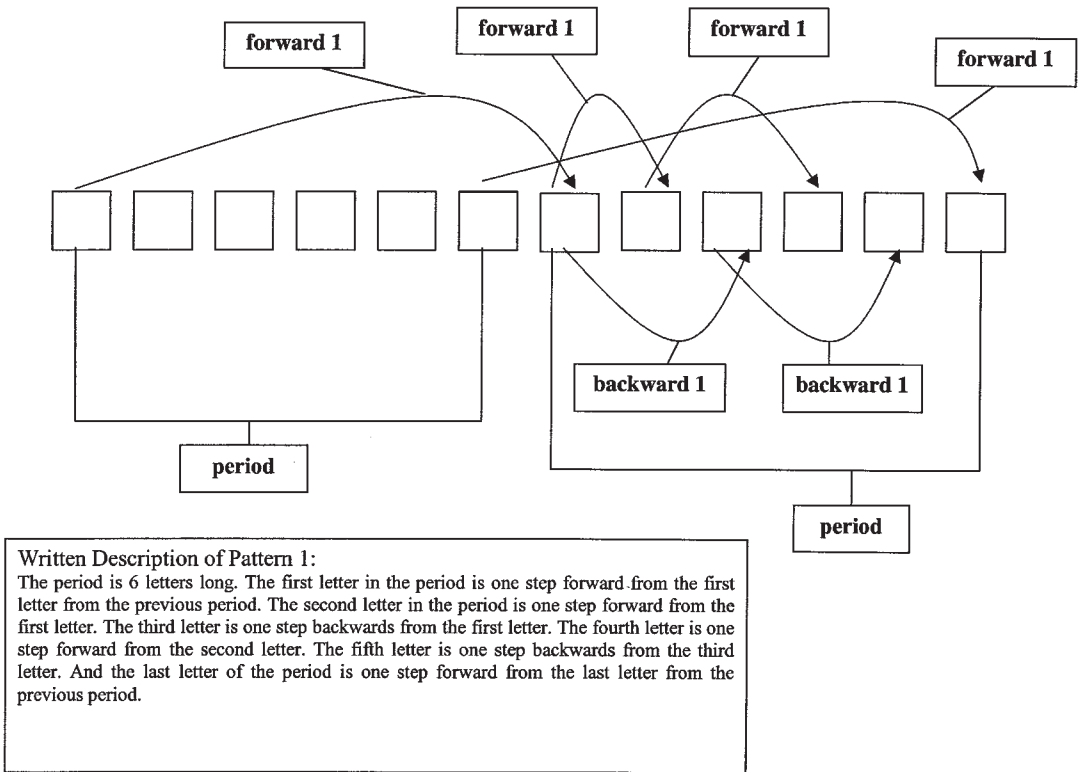 forward 1
forward 1
forward 1
forward 1
backward 1
backward 1
period
period
Written Description of Pattern 1:
The period is 6 letters long. The first letter in the period is one step forward from the first
letter from the previous period. The second letter in the period is one step forward from the
first letter. The third letter is one step backwards from the first letter. The fourth letter is one
step forward from the second letter. The fifth letter is one step backwards from the third
letter. And the last letter of the period is one step forward from the last letter from the
previous period.